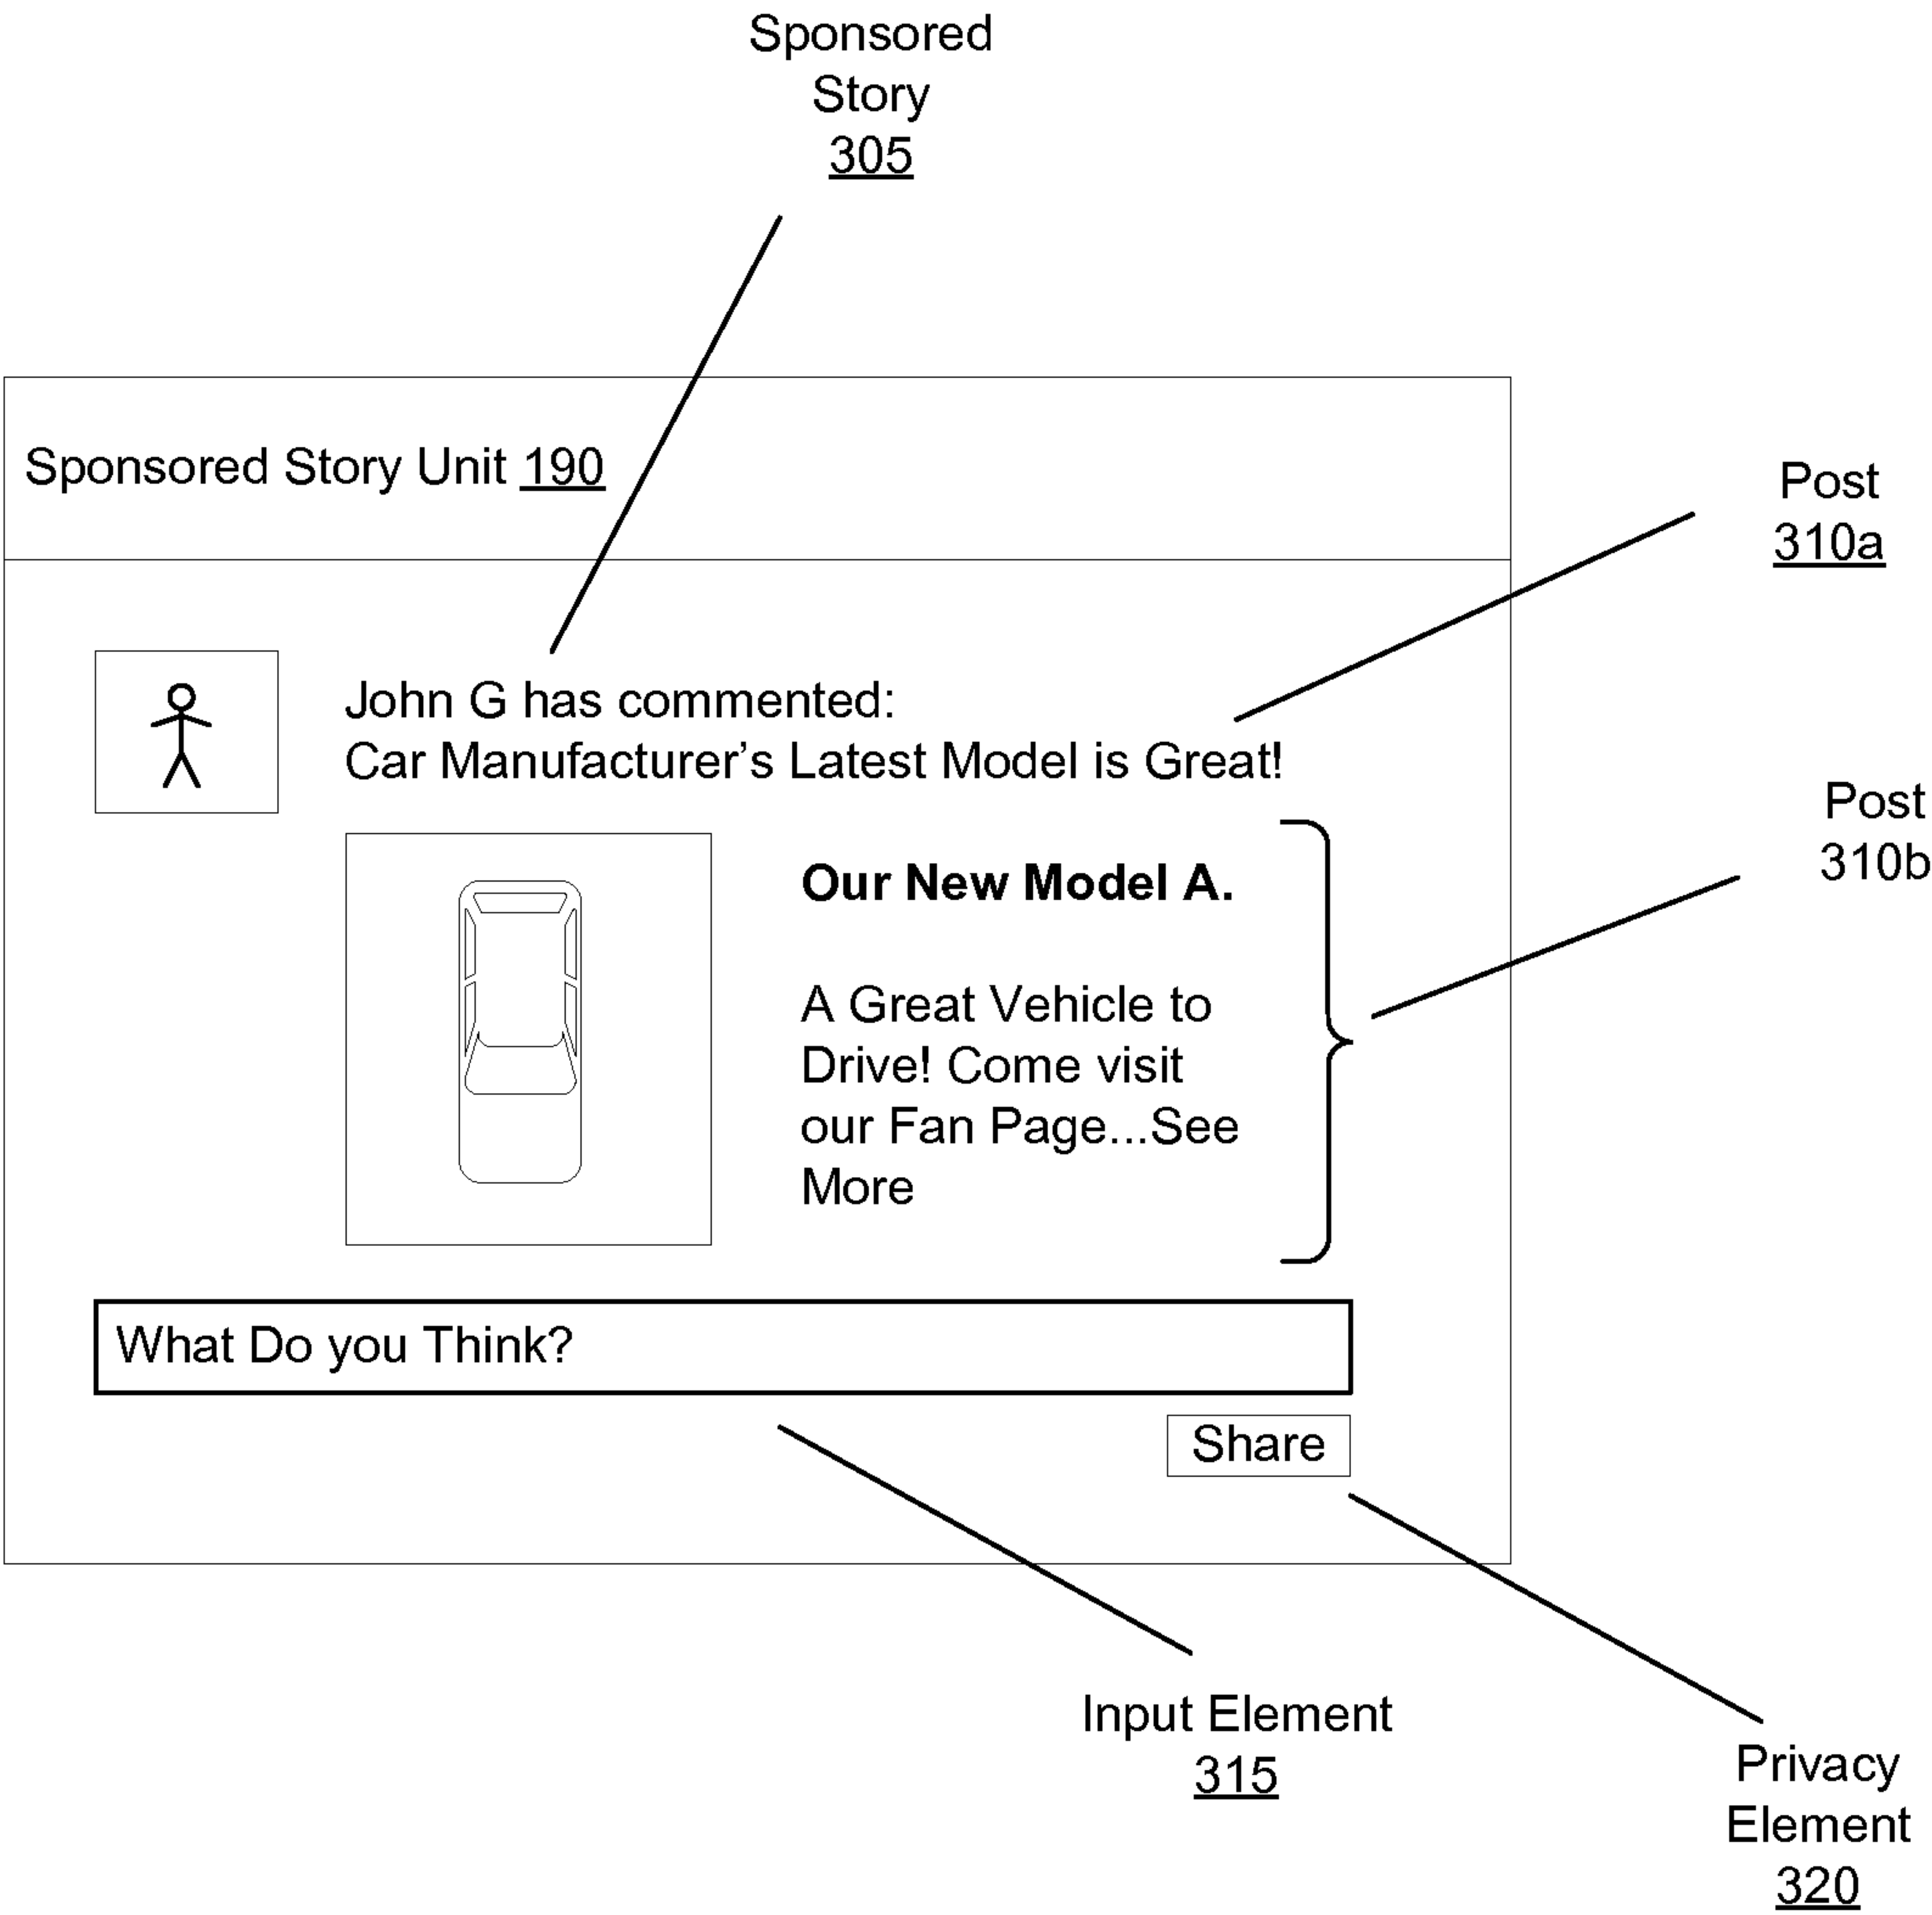 Sponsored
Story
305
Sponsored Story Unit 190
Post
310a
John G has commented:
Car Manufacturer’s Latest Model is Great!
Post
310b
Our New Model A.
A Great Vehicle to
Drive! Come visit
our Fan Page...See
More
What Do you Think?
Share
Input Element
315
Privacy
Element
320